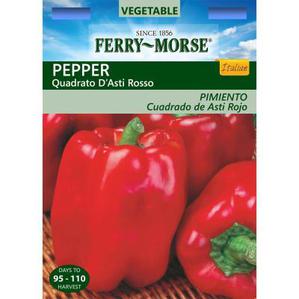 VEGETABLE
SINCE 1856
FERRY~MORSE®
PEPPER
Quadrato D'Asti Rosso
Italian
PIMIENTO
Cuadrado de Asti Rojo
DAYS TO
95 - 110
HARVEST